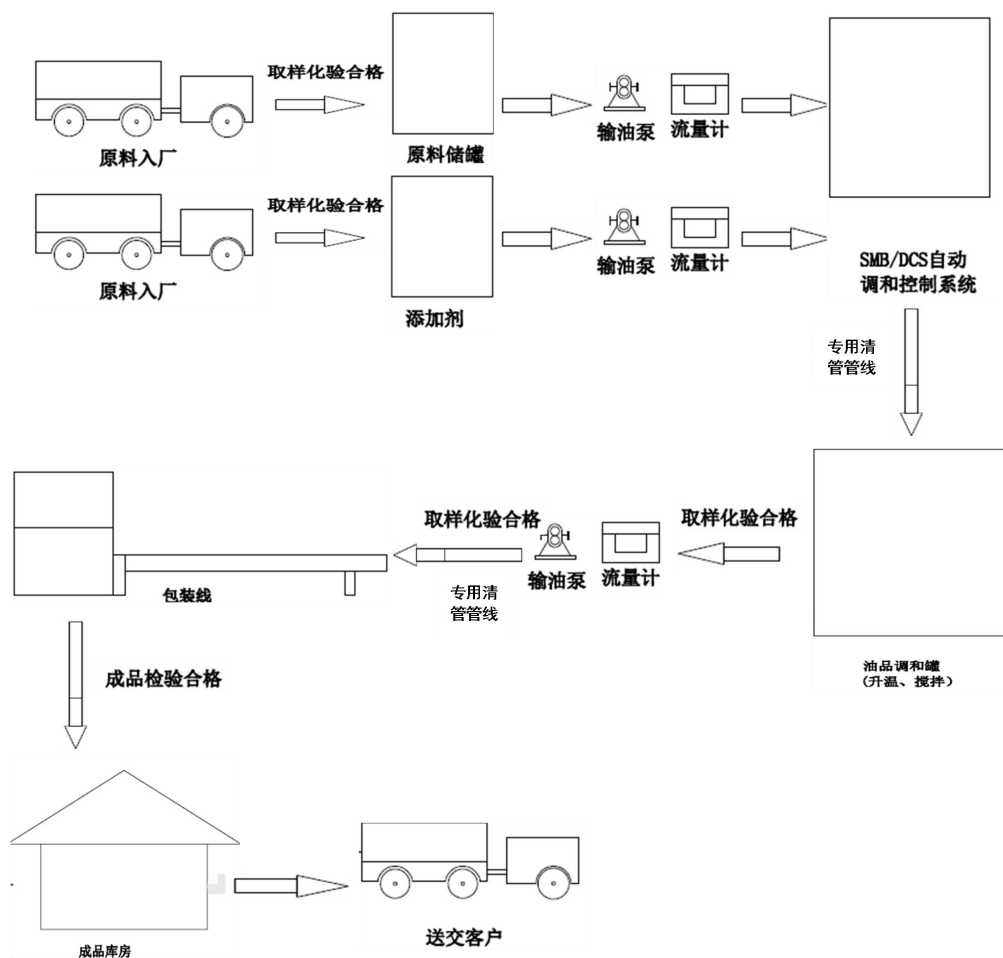 取样化验合格
原料入厂
原料储罐
输油泵
流量计
取样化验合格
原料入厂
添加剂
输油泵
流量计
SMB/DCS自动
调和控制系统
专用清
管管线
取样化验合格
取样化验合格
输油泵
流量计
专用清
管管线
包装线
油品调和罐
(升温、搅拌)
成品检验合格
成品库房
送交客户